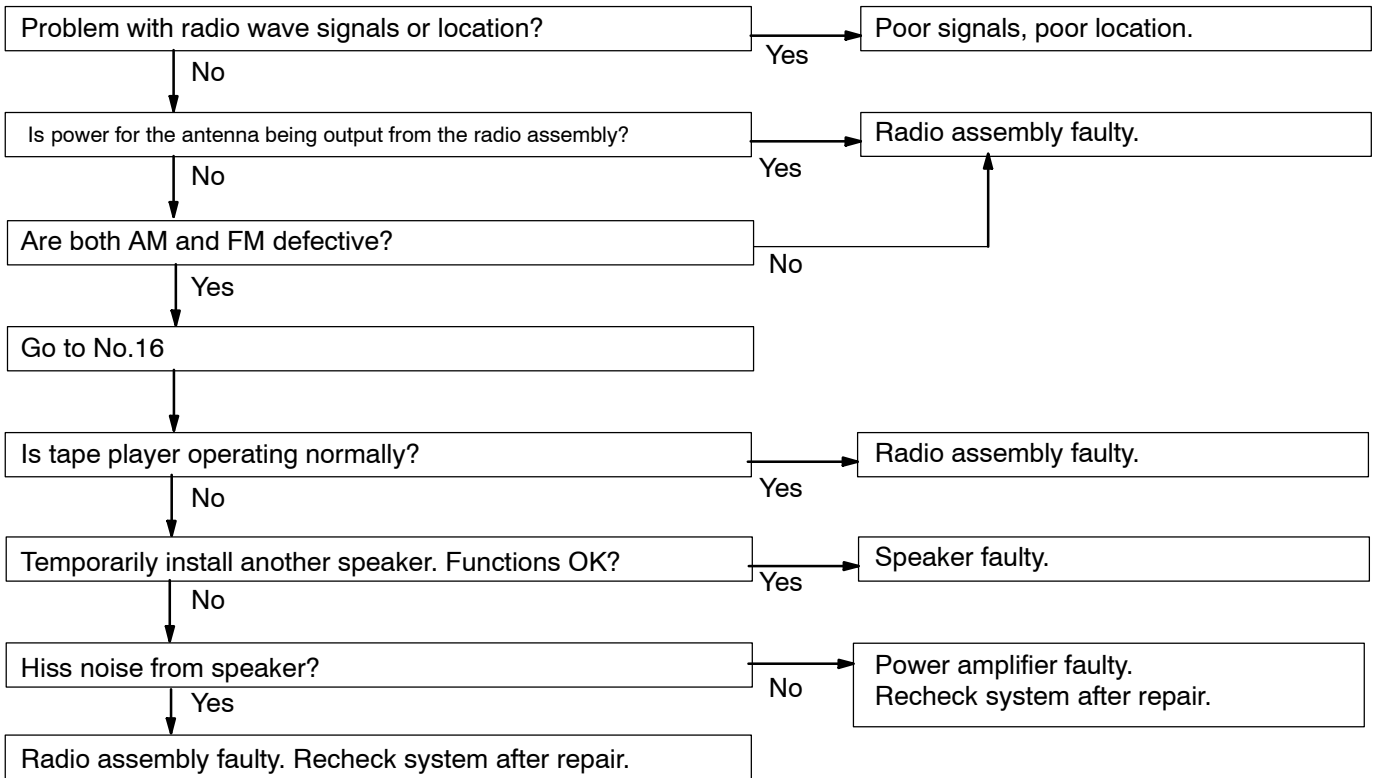 Problem with radio wave signals or location?
Yes
Poor signals, poor location.
No
Is power for the antenna being output from the radio assembly?
Yes
Radio assembly faulty.
No
Are both AM and FM defective?
No
Yes
Go to No.16
Is tape player operating normally?
Yes
Radio assembly faulty.
No
Temporarily install another speaker. Functions OK?
Yes
Speaker faulty.
No
Hiss noise from speaker?
No
Power amplifier faulty.
Recheck system after repair.
Yes
Radio assembly faulty. Recheck system after repair.